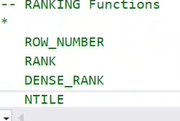 -- RANKING Functions
*
ROW_NUMBER
RANK
DENSE_RANK
NTILE